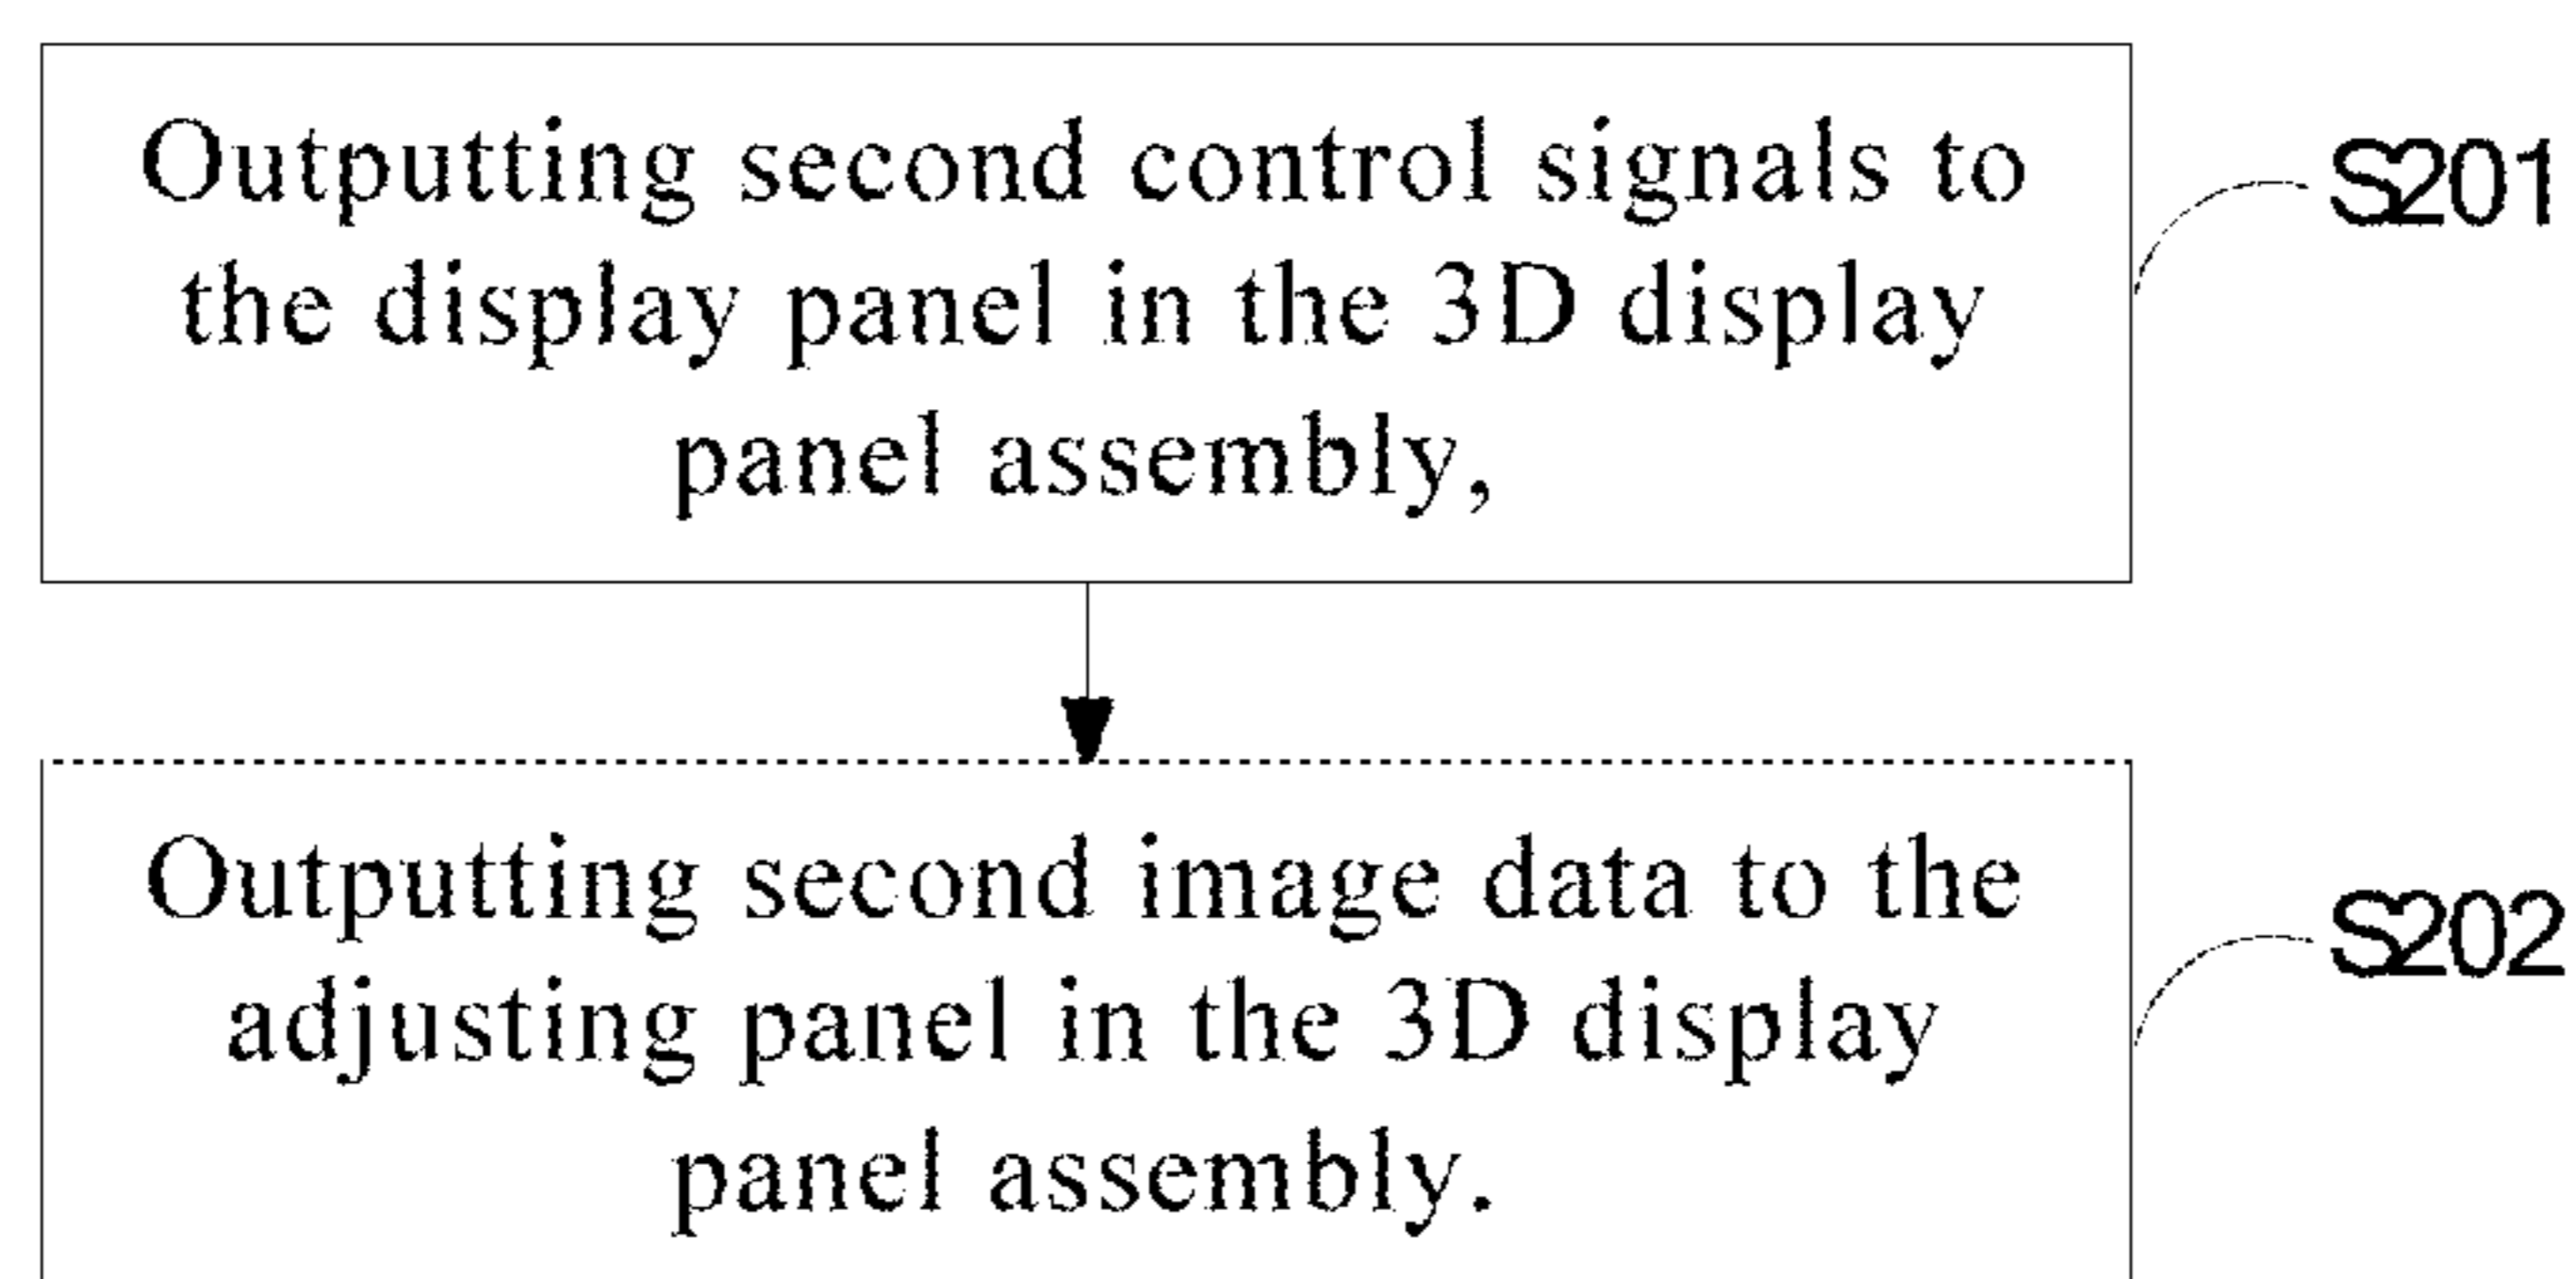 Outputting second control signals to
the display panel in the 3D display
panel assembly,
S201
Outputting second image data to the
adjusting panel in the 3D display
panel assembly.
S202